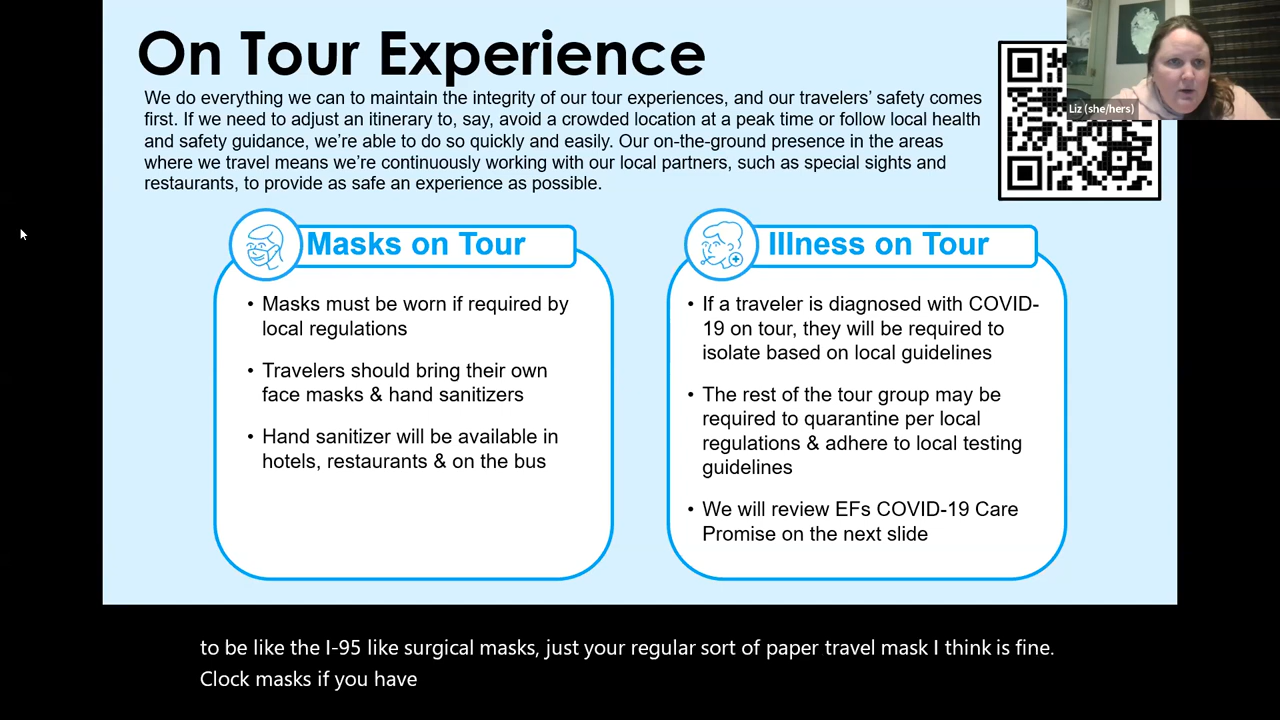 On Tour Experience
We do everything we can to maintain the integrity of our tour experiences, and our travelers’ safety comes
first. If we need to adjust an itinerary to, say, avoid a crowded location at a peak time or follow local health
and safety guidance, we’re able to do so quickly and easily. Our on-the-ground presence in the areas
where we travel means we’re continuously working with our local partners, such as special sights and
restaurants, to provide as safe an experience as possible.
Liz (she/hers)
Masks on Tour
• Masks must be worn if required by
local regulations
• Travelers should bring their own
face masks & hand sanitizers
• Hand sanitizer will be available in
hotels, restaurants & on the bus
Illness on Tour
• If a traveler is diagnosed with COVID-
19 on tour, they will be required to
isolate based on local guidelines
• The rest of the tour group may be
required to quarantine per local
regulations & adhere to local testing
guidelines
• We will review EFs COVID-19 Care
Promise on the next slide
to be like the I-95 like surgical masks, just your regular sort of paper travel mask I think is fine.
Clock masks if you have